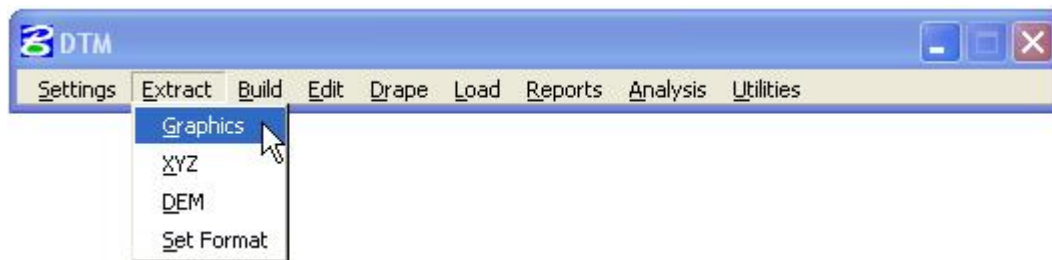 DTM
Settings Extract Build Edit Drape Load Reports Analysis Utilities
Graphics
XYZ
DEM
Set Format